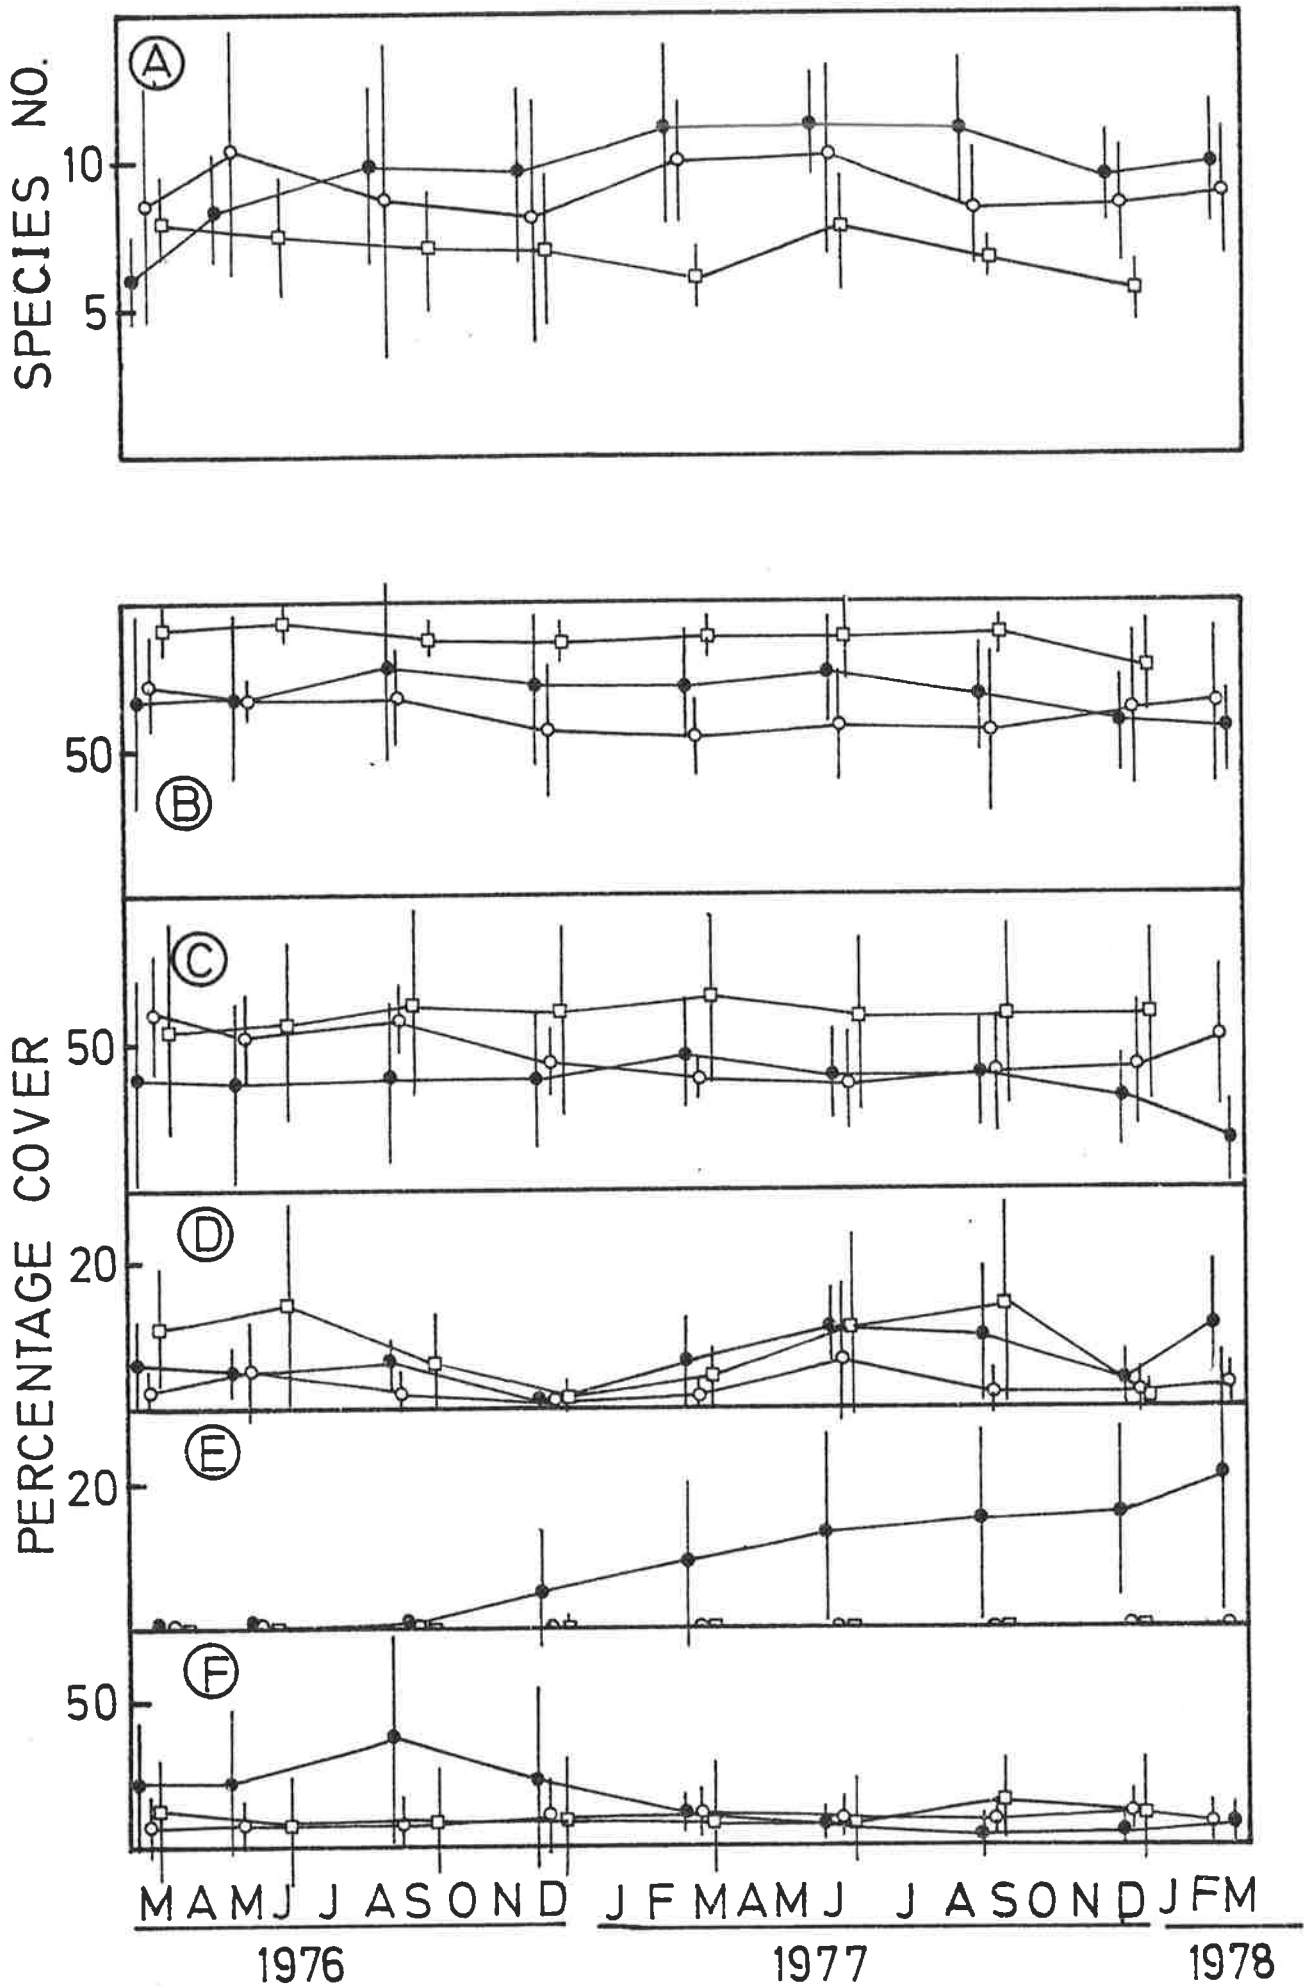 SPECIES NO.
A
10
5
PERCENTAGE COVER
50
B
C
50
D
20
E
20
F
50
M A M J J A S O N D J F M A M J J A S O N D J F M
1976 1977 1978